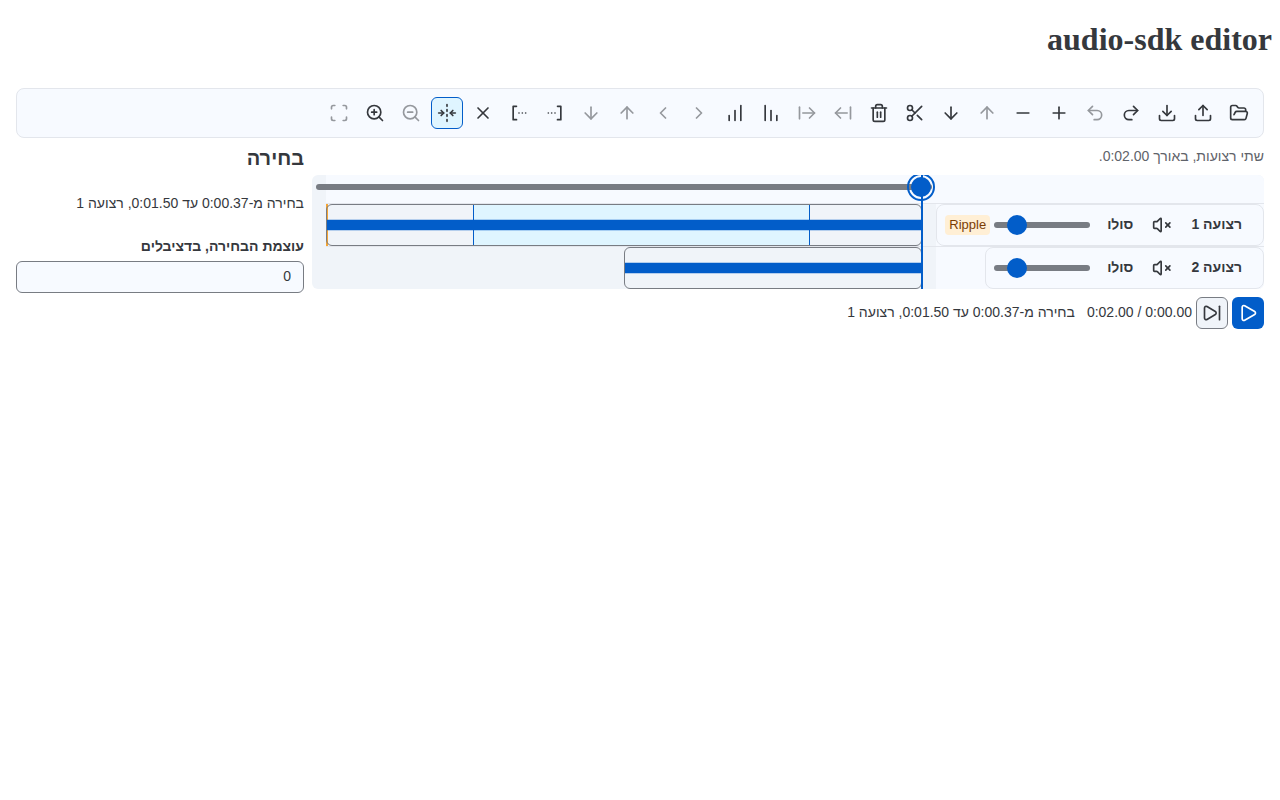 audio-sdk editor
שתי רצועות, באורך 0:02.00.
רצועה 1 סולו Ripple
רצועה 2 סולו
0:00.00 / 0:02.00 בחירה מ-0:00.37 עד 0:01.50, רצועה 1
בחירה
בחירה מ-0:00.37 עד 0:01.50, רצועה 1
עוצמת הבחירה, בדציבלים
0